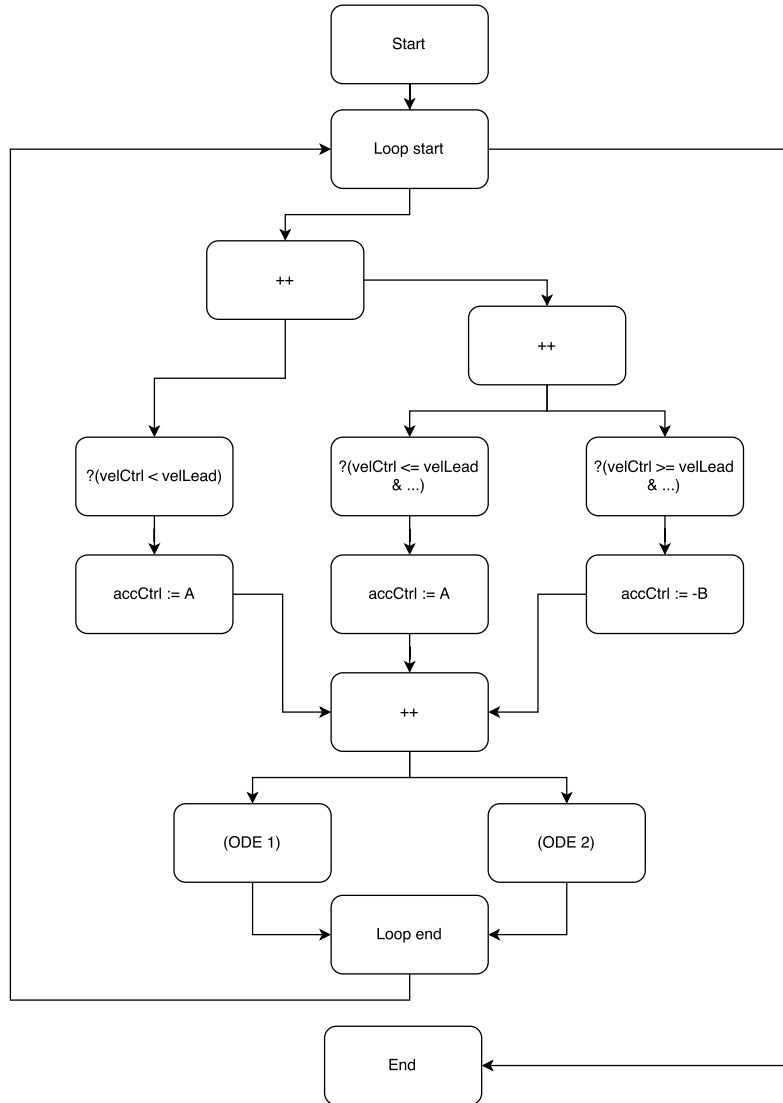 Start
Loop start
++
++
?(velCtrl < velLead)
?(velCtrl <= velLead
& ...)
?(velCtrl >= velLead
& ...)
accCtrl := A
accCtrl := A
accCtrl := -B
++
(ODE 1)
(ODE 2)
Loop end
End